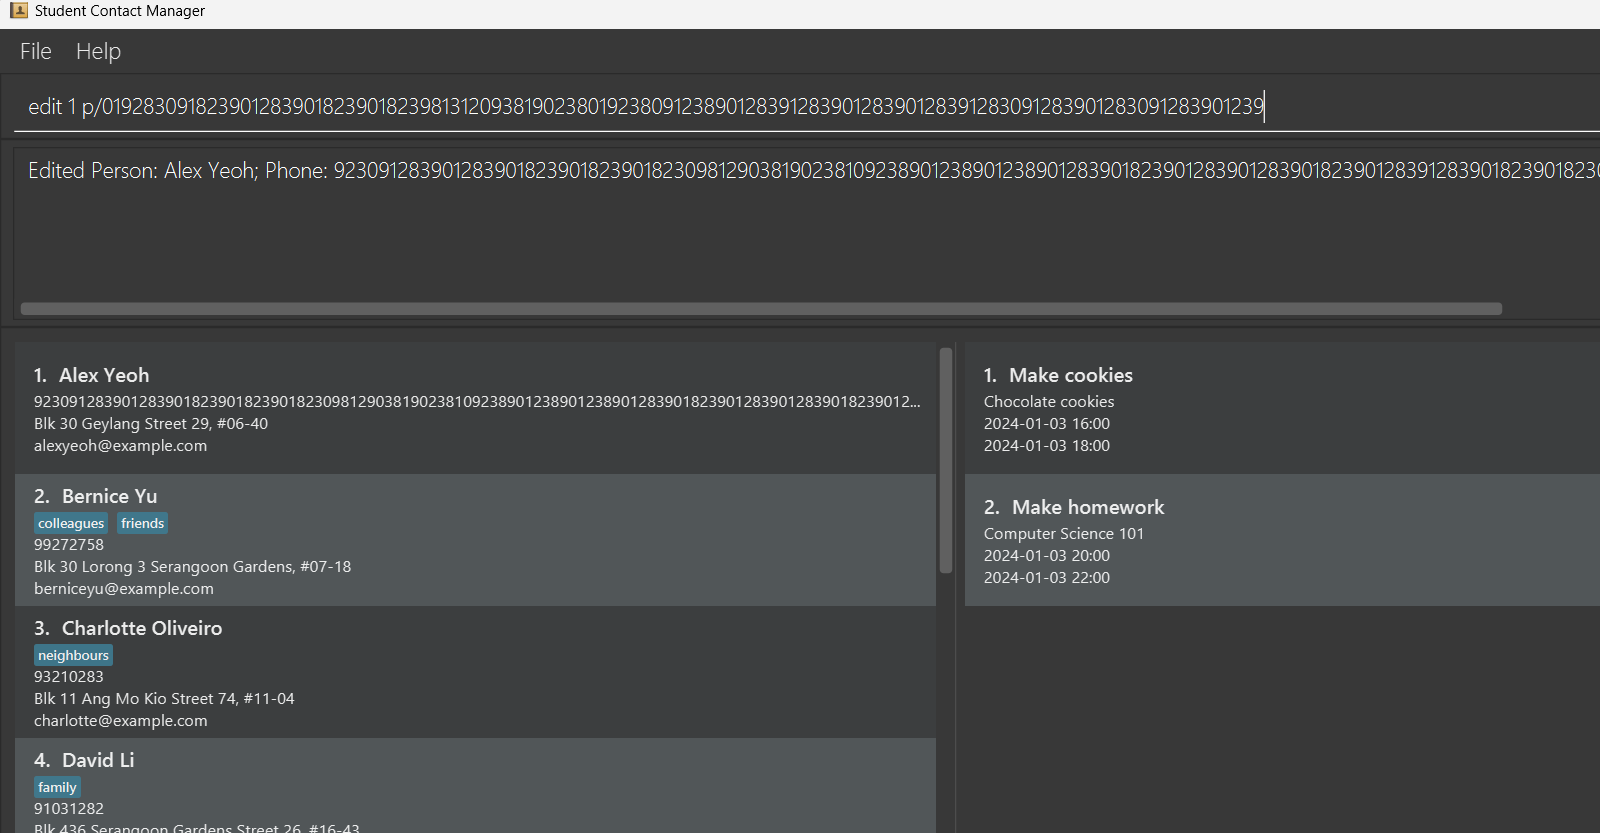 Student Contact Manager
File Help
edit 1 p/01928309182390128390182390182398131209381902380192380912389012839128390128390128391283091283901283091283901239
Edited Person: Alex Yeoh; Phone: 923091283901283901823901823901823098129038190238109238901238901238901283901823901283901283901823901283912839018239018230
1. Alex Yeoh
92309128390128390182390182390182309812903819023810923890123890123890128390182390128390128390182390 12...
Blk 30 Geylang Street 29, #06-40
alexyeoh@example.com
2. Bernice Yu
colleagues friends
99272758
Blk 30 Lorong 3 Serangoon Gardens, #07-18
berniceyu@example.com
3. Charlotte Oliveiro
neighbours
93210283
Blk 11 Ang Mo Kio Street 74, #11-04
charlotte@example.com
4. David Li
family
91031282
Blk 436 Serangoon Gardens Street 26, #16-43
1. Make cookies
Chocolate cookies
2024-01-03 16:00
2024-01-03 18:00
2. Make homework
Computer Science 101
2024-01-03 20:00
2024-01-03 22:00